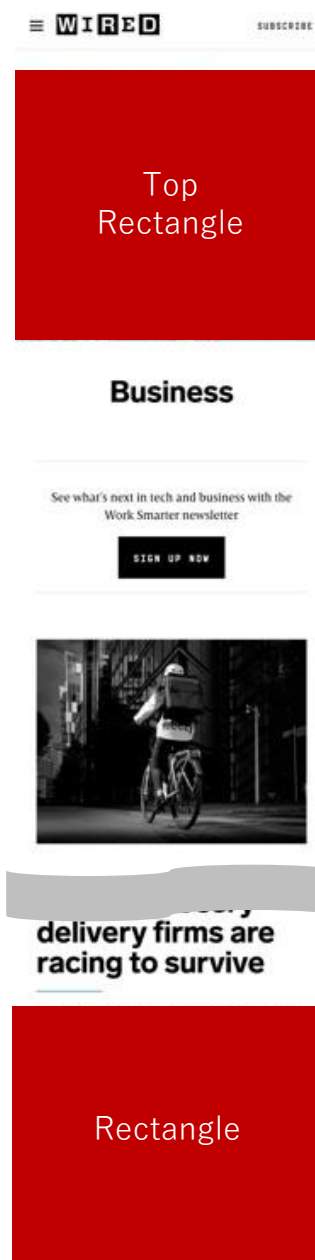 WIRED
SUBSCRIBE
Top
Rectangle
Business
See what's next in tech and business with the
Work Smarter newsletter
SIGN UP NOW
delivery firms are
racing to survive
Rectangle